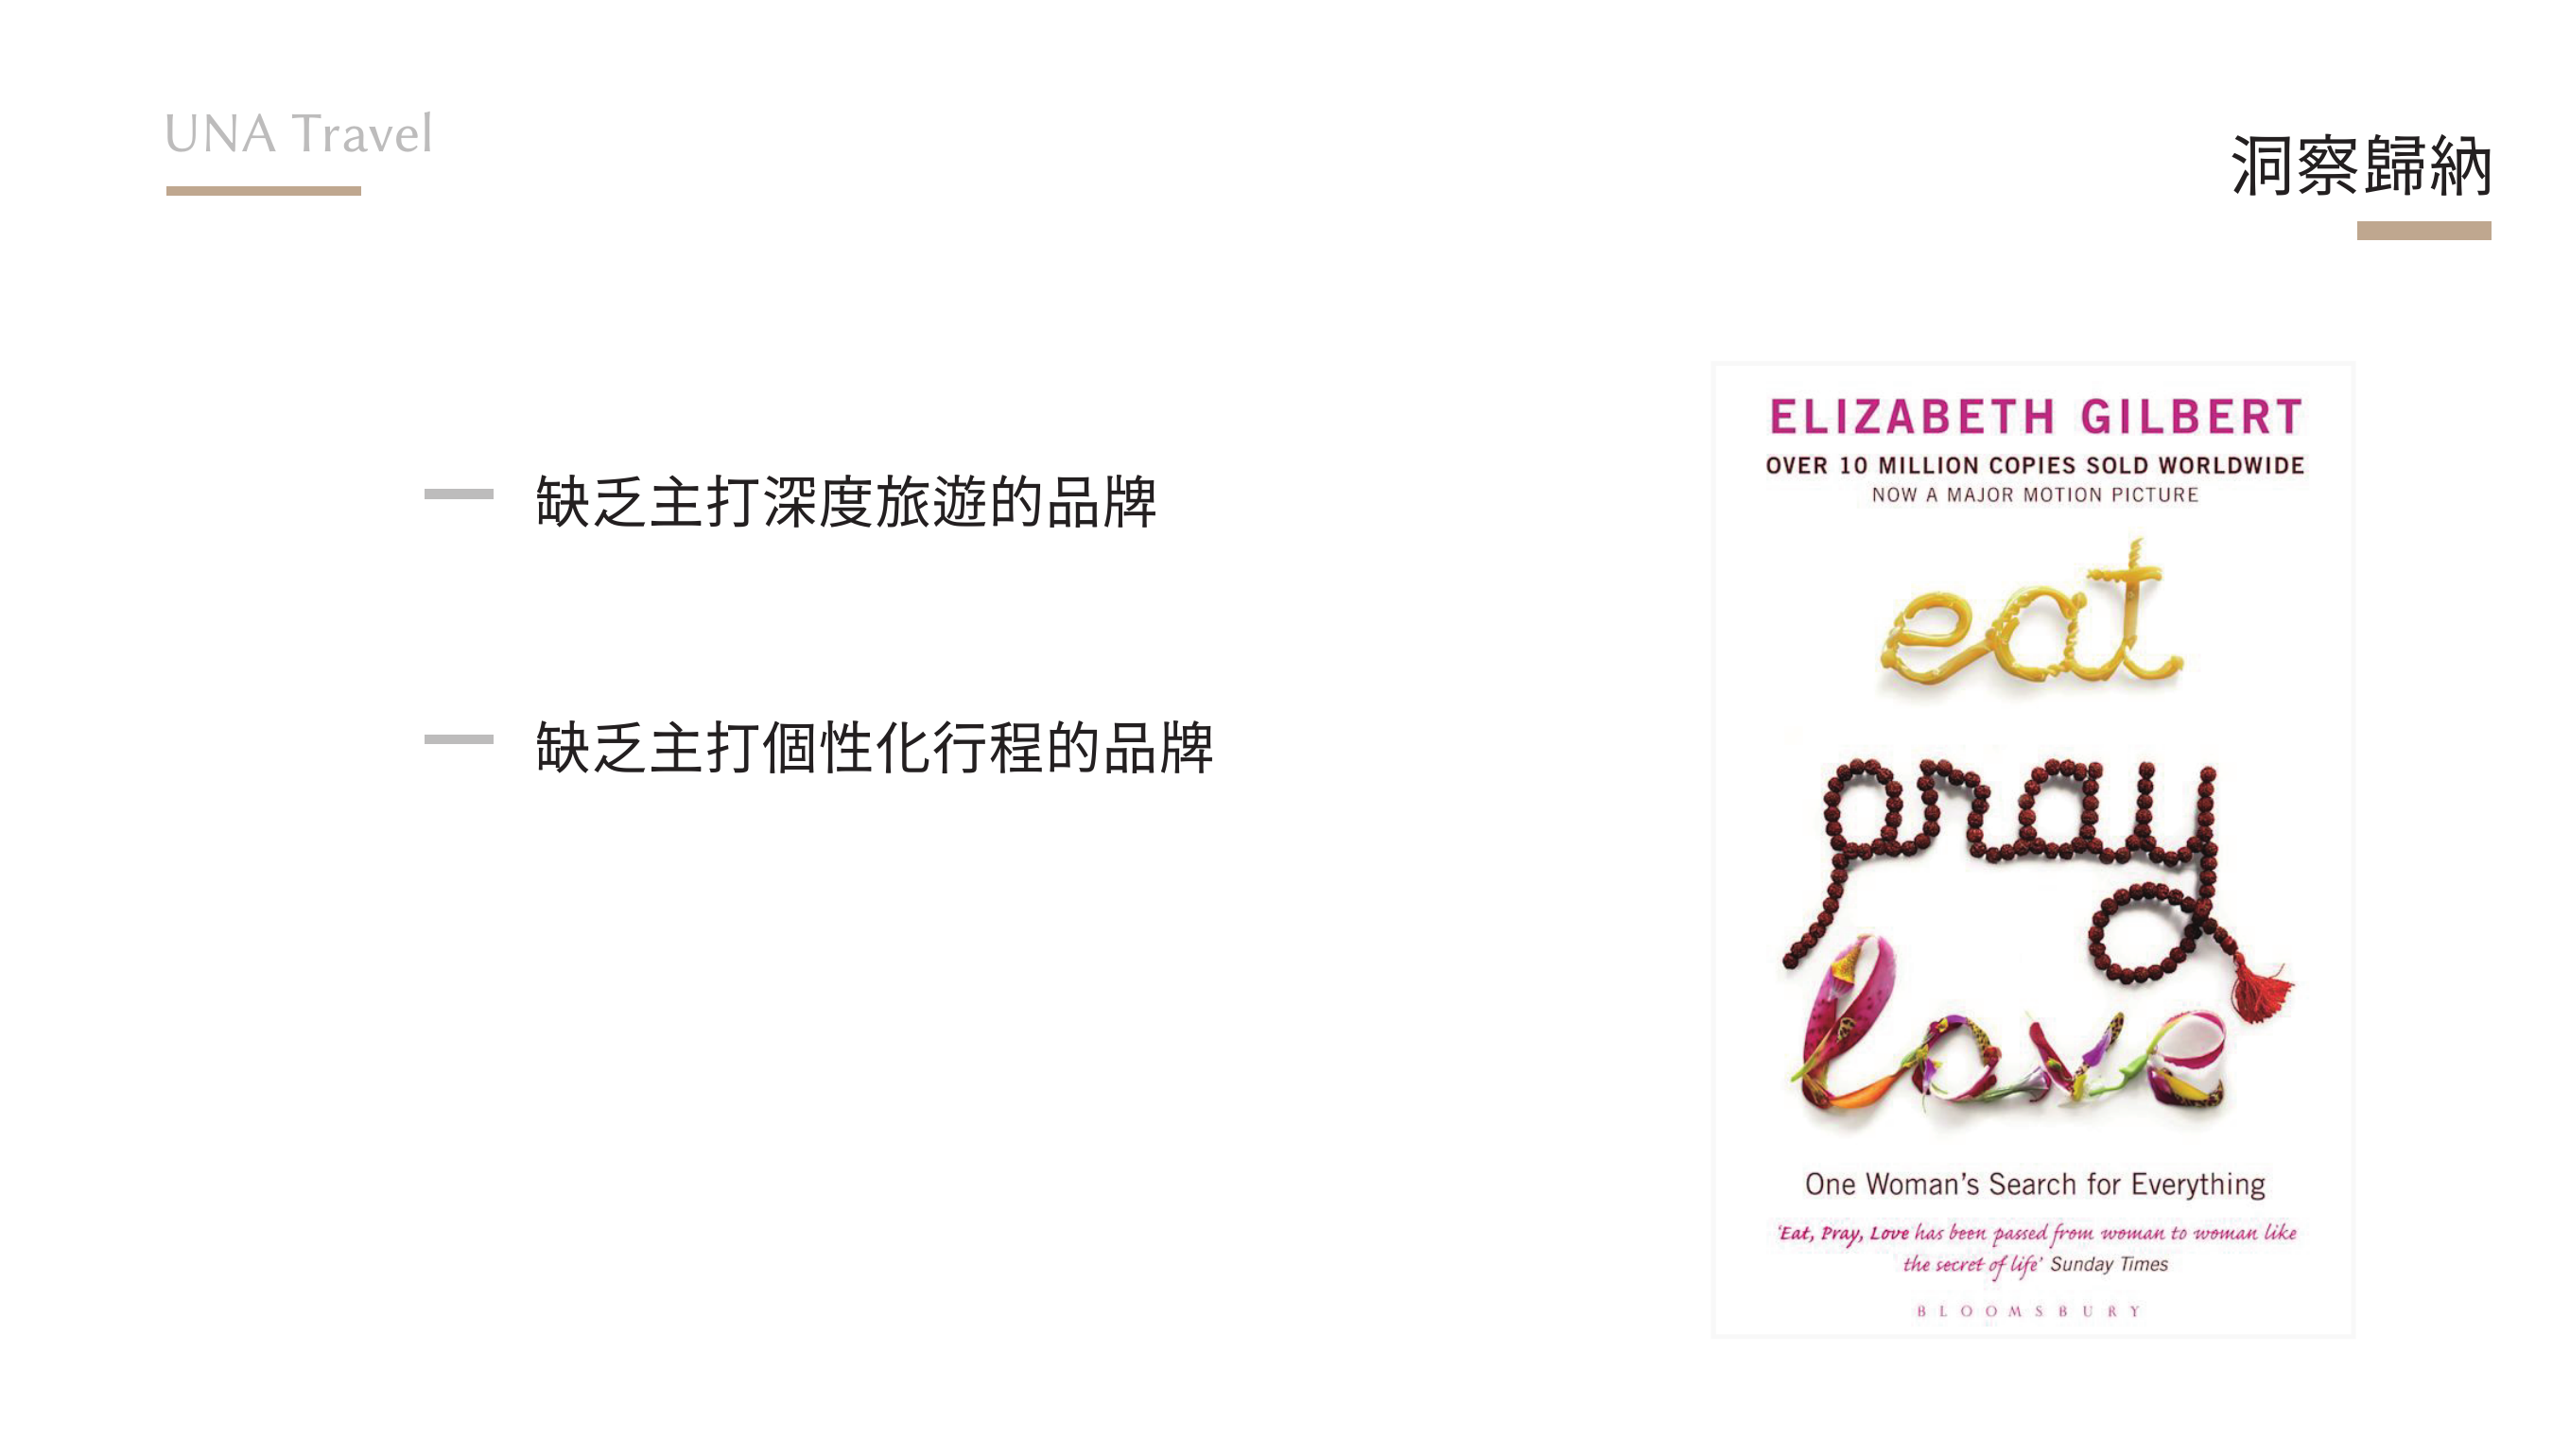 UNA Travel
洞察歸納
缺乏主打深度旅遊的品牌
缺乏主打個性化行程的品牌
ELIZABETH GILBERT
OVER 10 MILLION COPIES SOLD WORLDWIDE
NOW A MAJOR MOTION PICTURE
eat
pray
love
One Woman's Search for Everything
'Eat, Pray, Love has been passed from woman to woman like
the secret of life' Sunday Times
BLOOMSBURY